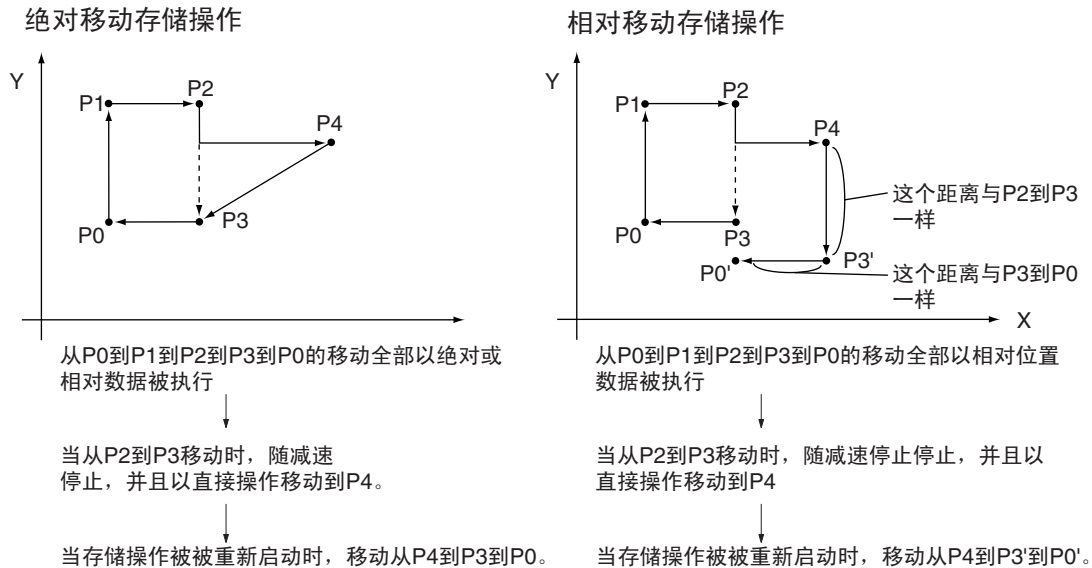 绝对移动存储操作
Y
P1
P2
P4
P0
P3
从P0到P1到P2到P3到P0的移动全部以绝对或
相对数据被执行
当从P2到P3移动时，随减速
停止，并且以直接操作移动到P4。
当存储操作被被重新启动时，移动从P4到P3到P0。
相对移动存储操作
Y
P1
P2
P4
P0
P3
P0'
P3'
这个距离与P2到P3
一样
这个距离与P3到P0
一样
X
从P0到P1到P2到P3到P0的移动全部以相对位置
数据被执行
当从P2到P3移动时，随减速停止停止，并且以
直接操作移动到P4
当存储操作被被重新启动时，移动从P4到P3'到P0'。